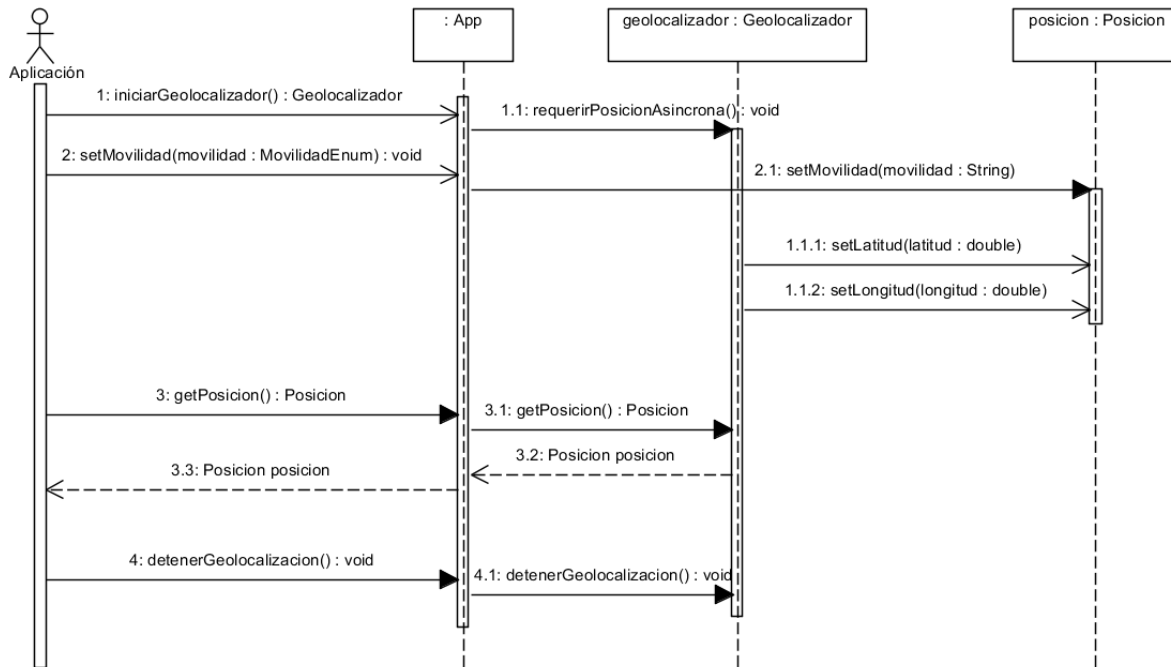 : App
geolocalizador : Geolocalizador
posicion : Posicion
Aplicación
1: iniciarGeolocalizador() : Geolocalizador
1.1: requerirPosicionAsincrona() : void
2: setMovilidad(movilidad : MovilidadEnum) : void
2.1: setMovilidad(movilidad : String)
1.1.1: setLatitud(latitud : double)
1.1.2: setLongitud(longitud : double)
3: getPosicion() : Posicion
3.1: getPosicion() : Posicion
3.2: Posicion posicion
3.3: Posicion posicion
4: detenerGeolocalizacion() : void
4.1: detenerGeolocalizacion() : void